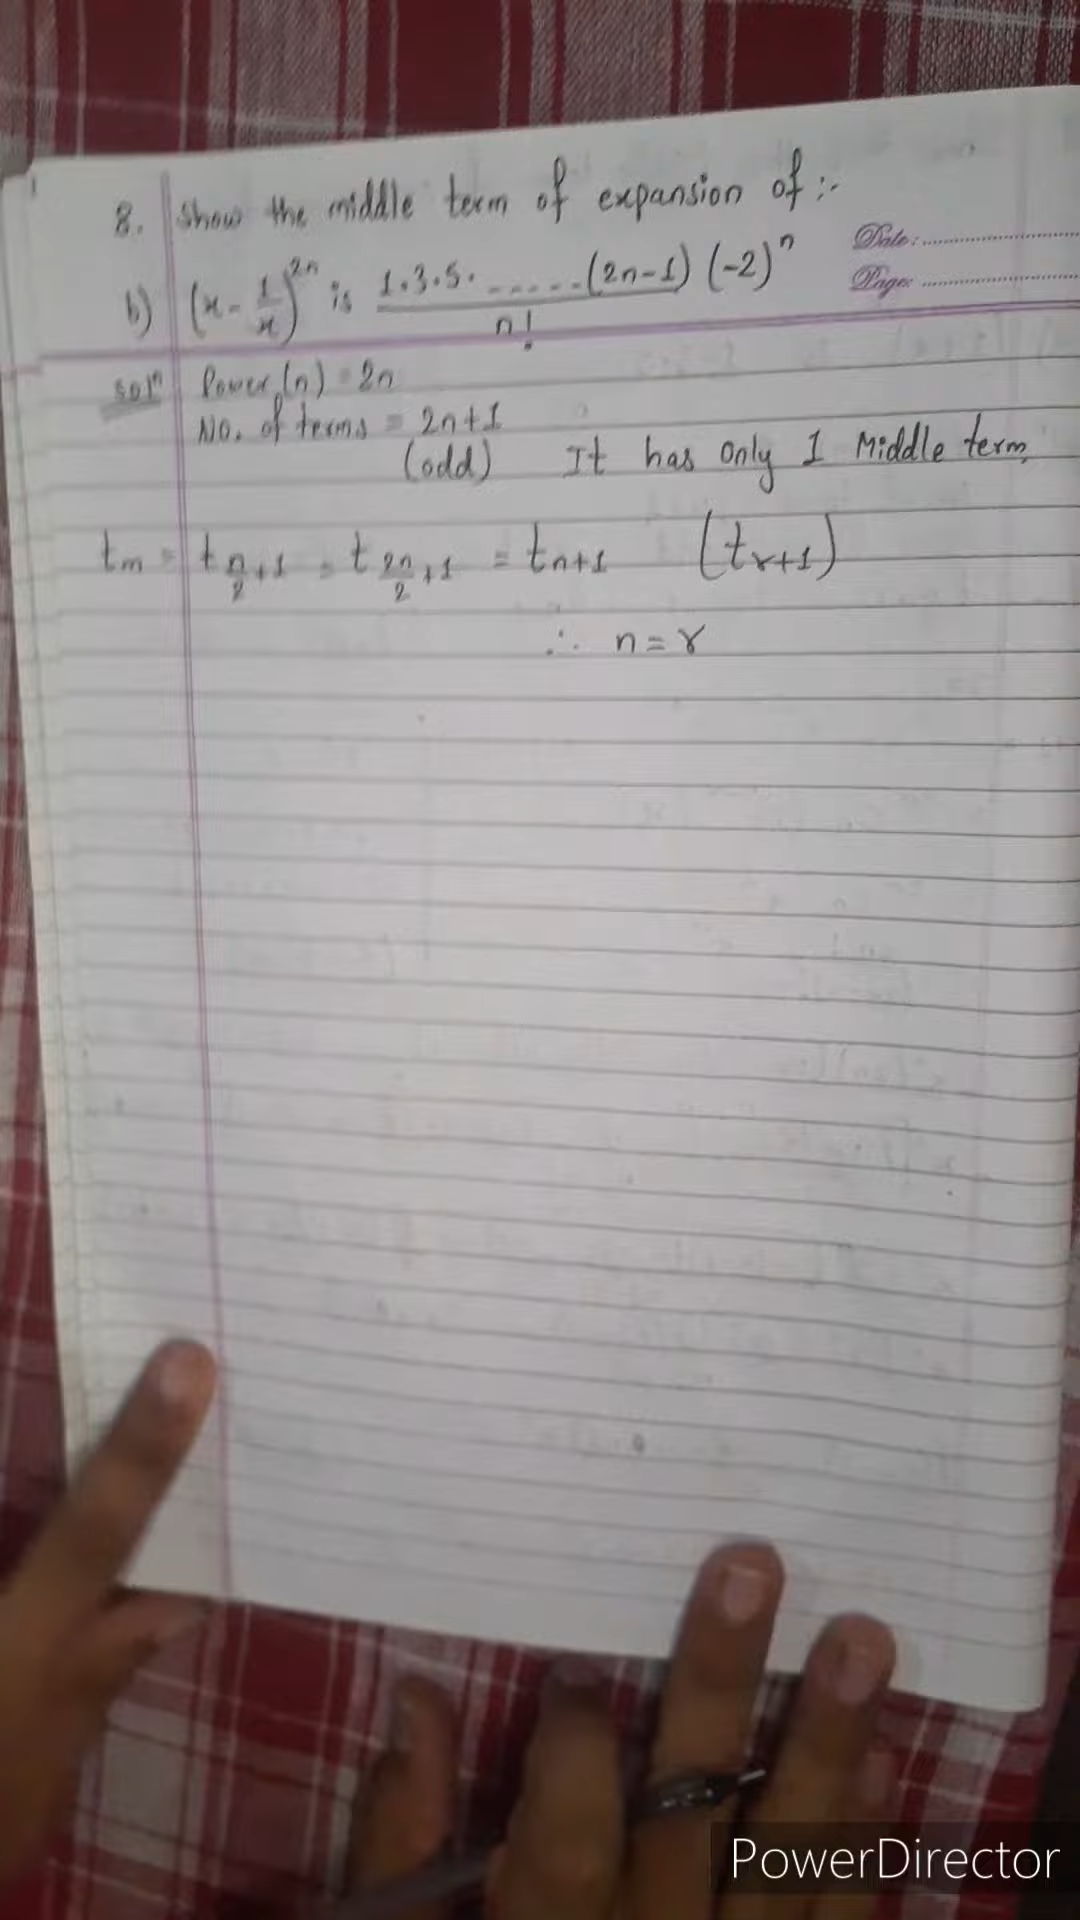 8. Show the middle term of expansion of :-
b) (x - 1/x)^2n is 1.3.5. ......(2n-1) (-2)^n / n!
Date:
Page:
solⁿ Power (n) = 2n
No. of terms = 2n+1
(odd) It has only 1 Middle term,
tm = t n/2 +1 = t 2n/2 +1 = tn+1 (tr+1)
∴ n = r
PowerDirector